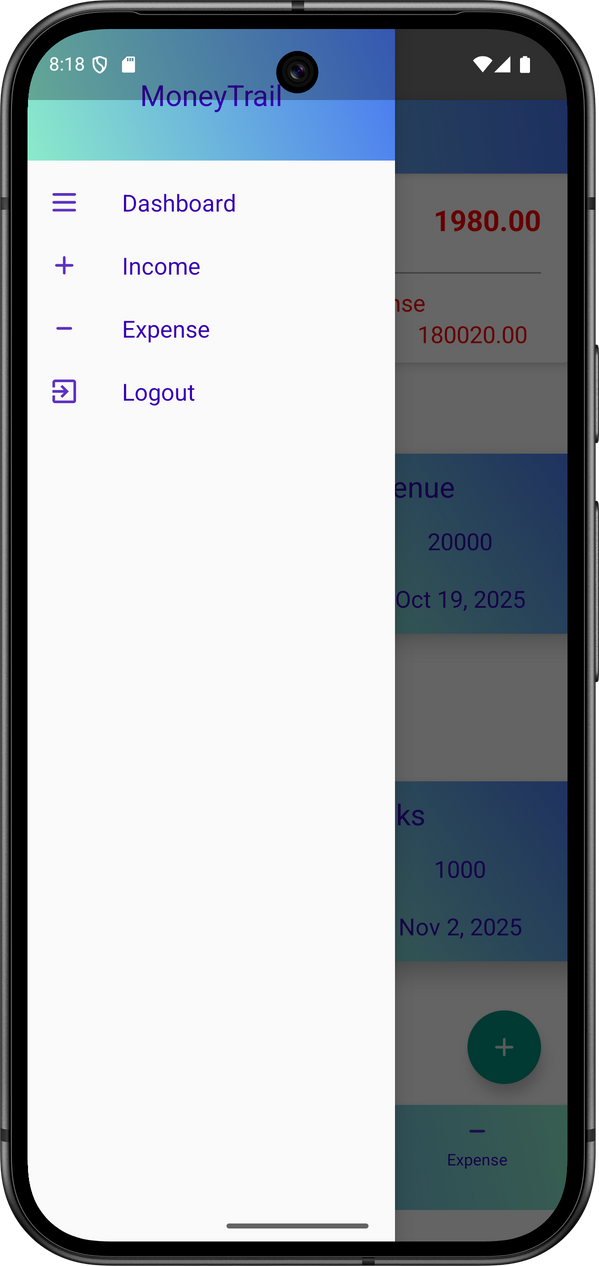 8:18
MoneyTrail
Dashboard
Income
Expense
Logout
1980.00
nse
180020.00
enue
20000
Oct 19, 2025
ks
1000
Nov 2, 2025
Expense